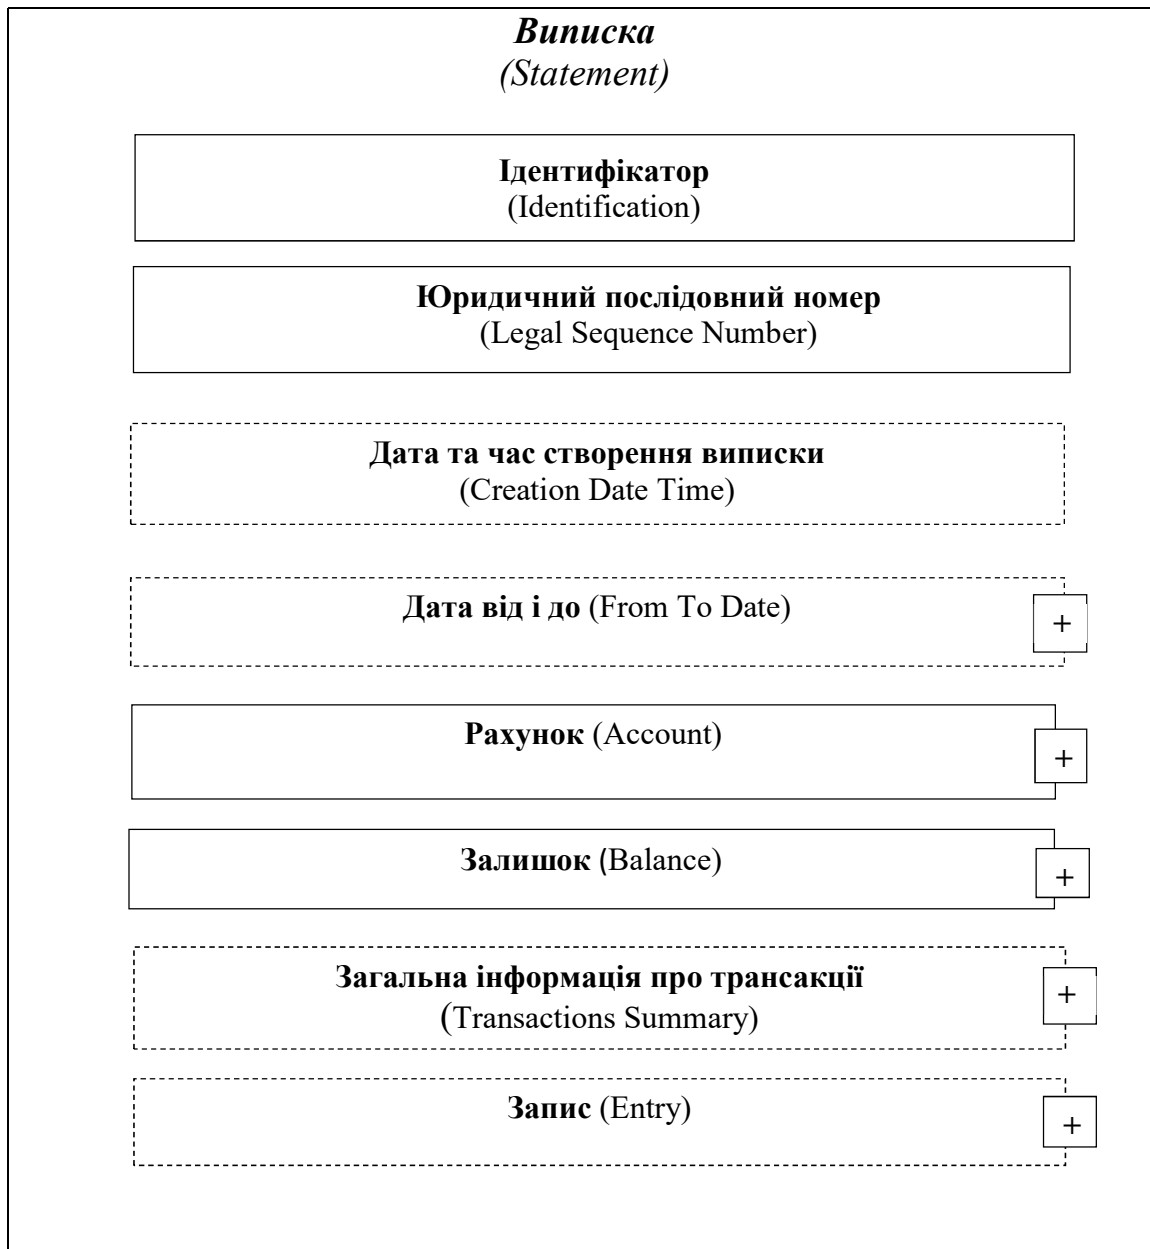 Виписка
(Statement)
Ідентифікатор
(Identification)
Юридичний послідовний номер
(Legal Sequence Number)
Дата та час створення виписки
(Creation Date Time)
Дата від і до (From To Date)
+
Рахунок (Account)
+
Залишок (Balance)
+
Загальна інформація про трансакції
(Transactions Summary)
+
Запис (Entry)
+